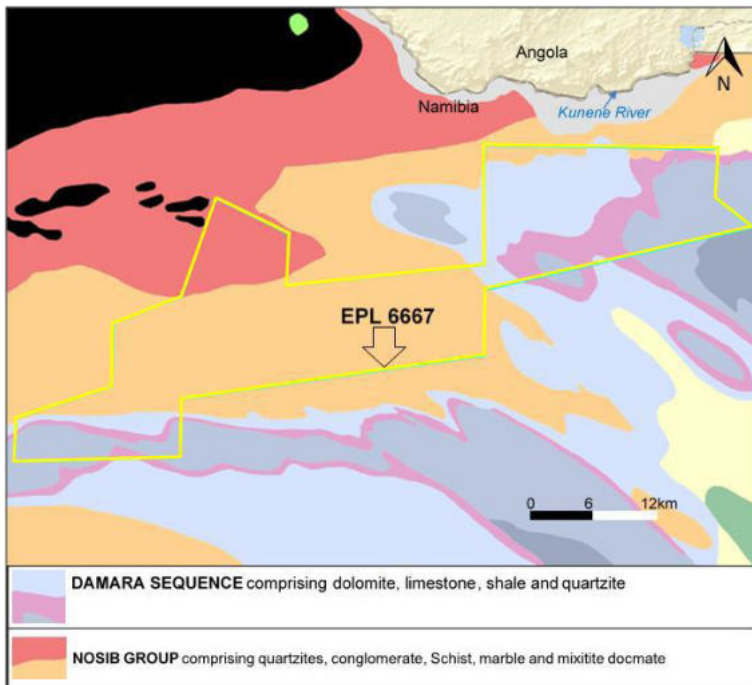 Angola
N
Namibia
Kunene River
EPL 6667
0 6 12km
DAMARA SEQUENCE comprising dolomite, limestone, shale and quartzite
NOSIB GROUP comprising quartzites, conglomerate, Schist, marble and mixitite docmate